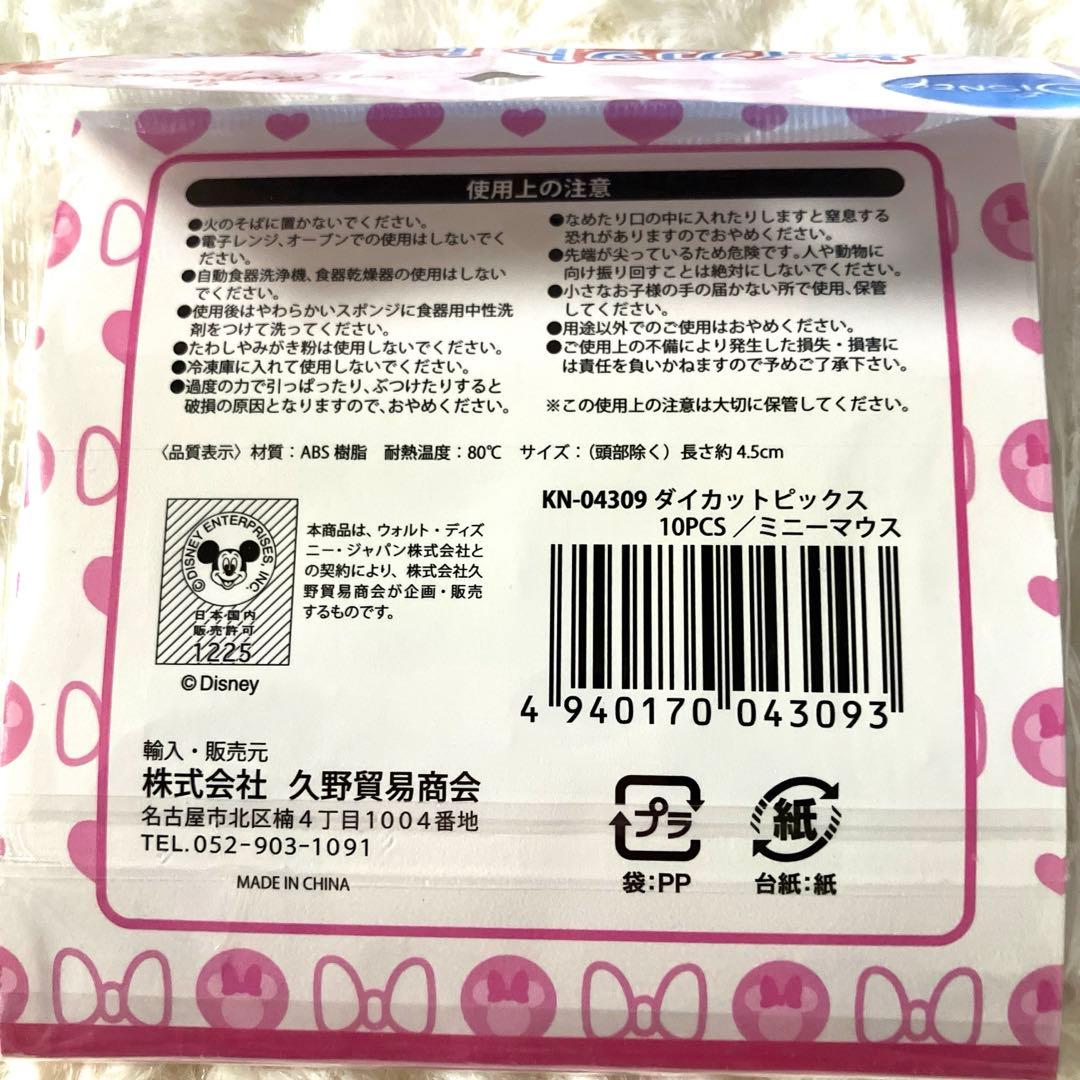 Disney
使用上の注意
●火のそばに置かないでください。
●電子レンジ、オーブンでの使用はしないでく
ださい。
●自動食器洗浄機、食器乾燥器の使用はしない
でください。
●使用後はやわらかいスポンジに食器用中性洗
剤をつけて洗ってください。
●たわしやみがき粉は使用しないでください。
●冷凍庫に入れて使用しないでください。
●過度の力で引っぱったり、ぶつけたりすると
破損の原因となりますので、おやめください。
●なめたり口の中に入れたりしますと窒息する
恐れがありますのでおやめください。
●先端が尖っているため危険です。人や動物に
向け振り回すことは絶対にしないでください。
●小さなお子様の手の届かない所で使用、保管
してください。
●用途以外でのご使用はおやめください。
●ご使用上の不備により発生した損失・損害に
は責任を負いかねますので予めご了承下さい。
※この使用上の注意は大切に保管してください。
〈品質表示〉材質：ABS 樹脂　耐熱温度：80℃　サイズ：（頭部除く）長さ約 4.5cm
©DISNEY ENTERPRISES, INC.
日本国内
販売許可
1225
©Disney
本商品は、ウォルト・ディズ
ニー・ジャパン株式会社と
の契約により、株式会社久
野貿易商会が企画・販売
するものです。
KN-04309 ダイカットピックス
10PCS ／ミニーマウス
4 940170 043093
輸入・販売元
株式会社　久野貿易商会
名古屋市北区楠４丁目１００４番地
TEL.052-903-1091
MADE IN CHINA
プラ
袋：PP
紙
台紙：紙